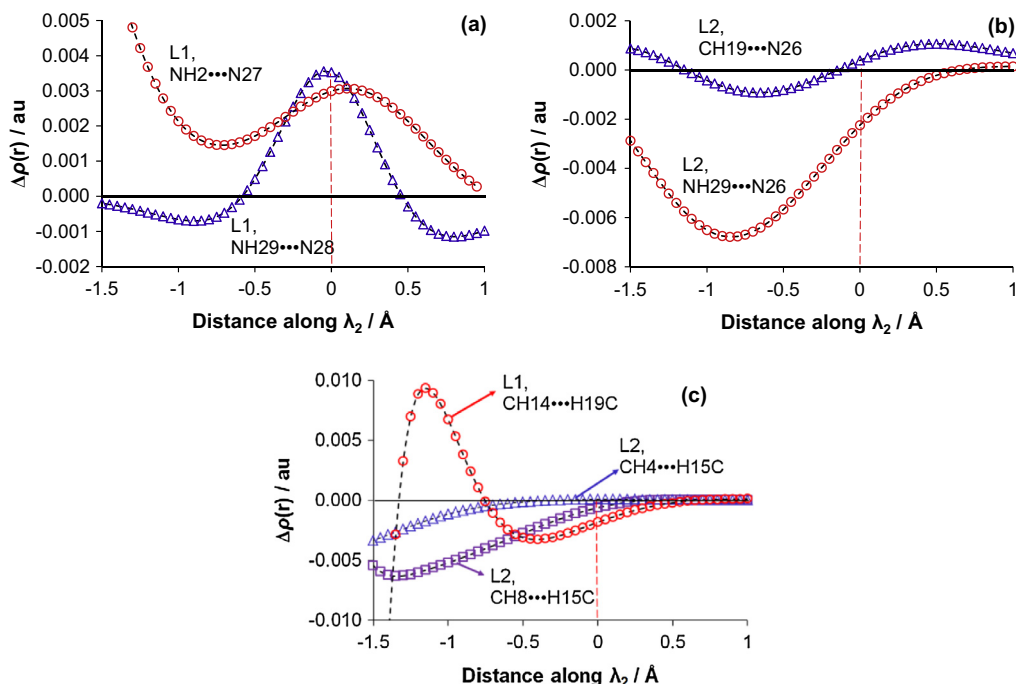 (a)
0.005
0.004
0.003
0.002
0.001
0.000
-0.001
-0.002
Δρ(r) / au
L1,
NH2•••N27
L1,
NH29•••N28
-1.5 -1 -0.5 0 0.5 1
Distance along λ2 / Å
(b)
0.002
0.000
-0.002
-0.004
-0.006
-0.008
Δρ(r) / au
L2,
CH19•••N26
L2,
NH29•••N26
-1.5 -1 -0.5 0 0.5 1
Distance along λ2 / Å
(c)
0.010
0.005
0.000
-0.005
-0.010
Δρ(r) / au
L1,
CH14•••H19C
L2,
CH4•••H15C
L2,
CH8•••H15C
-1.5 -1 -0.5 0 0.5 1
Distance along λ2 / Å